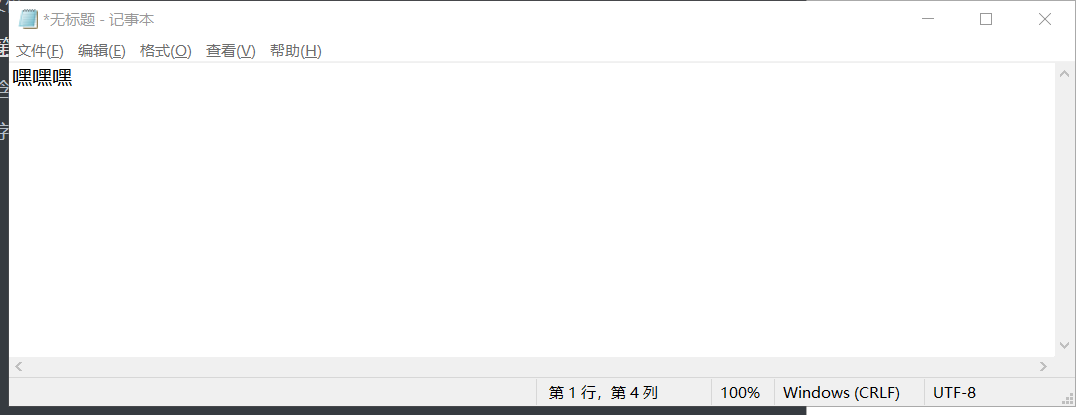 *无标题 - 记事本
文件(F) 编辑(E) 格式(O) 查看(V) 帮助(H)
嘿嘿嘿
第 1 行，第 4 列 100% Windows (CRLF) UTF-8